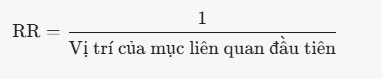 RR = 1
Vị trí của mục liên quan đầu tiên